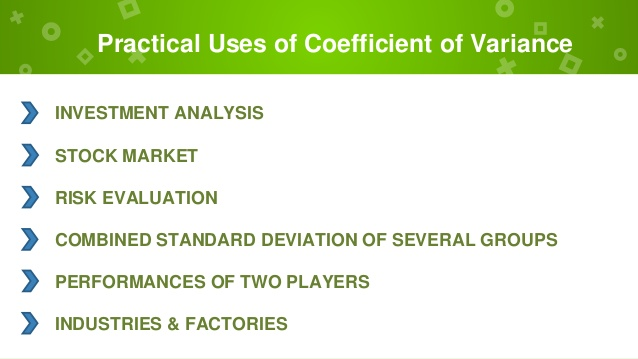 Practical Uses of Coefficient of Variance
INVESTMENT ANALYSIS
STOCK MARKET
RISK EVALUATION
COMBINED STANDARD DEVIATION OF SEVERAL GROUPS
PERFORMANCES OF TWO PLAYERS
INDUSTRIES & FACTORIES